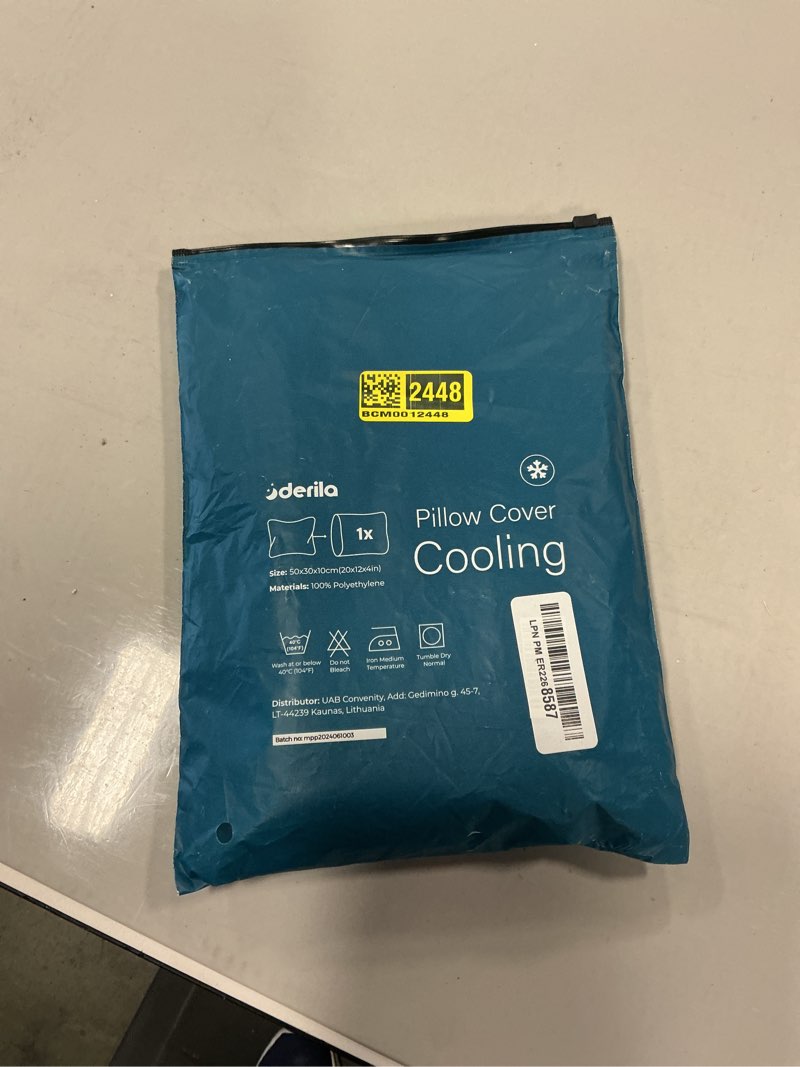 2448
BCM0012448
derila
1x
Size: 50x30x10cm(20x12x4in)
Materials: 100% Polyethylene
Pillow Cover
Cooling
40°C
(104°F)
Wash at or below
40°C (104°F)
Do not
Bleach
Iron Medium
Temperature
Tumble Dry
Normal
Distributor: UAB Convenity, Add: Gedimino g. 45-7,
LT-44239 Kaunas, Lithuania
Batch no: mpp2024061003
LPN PM ER2268587